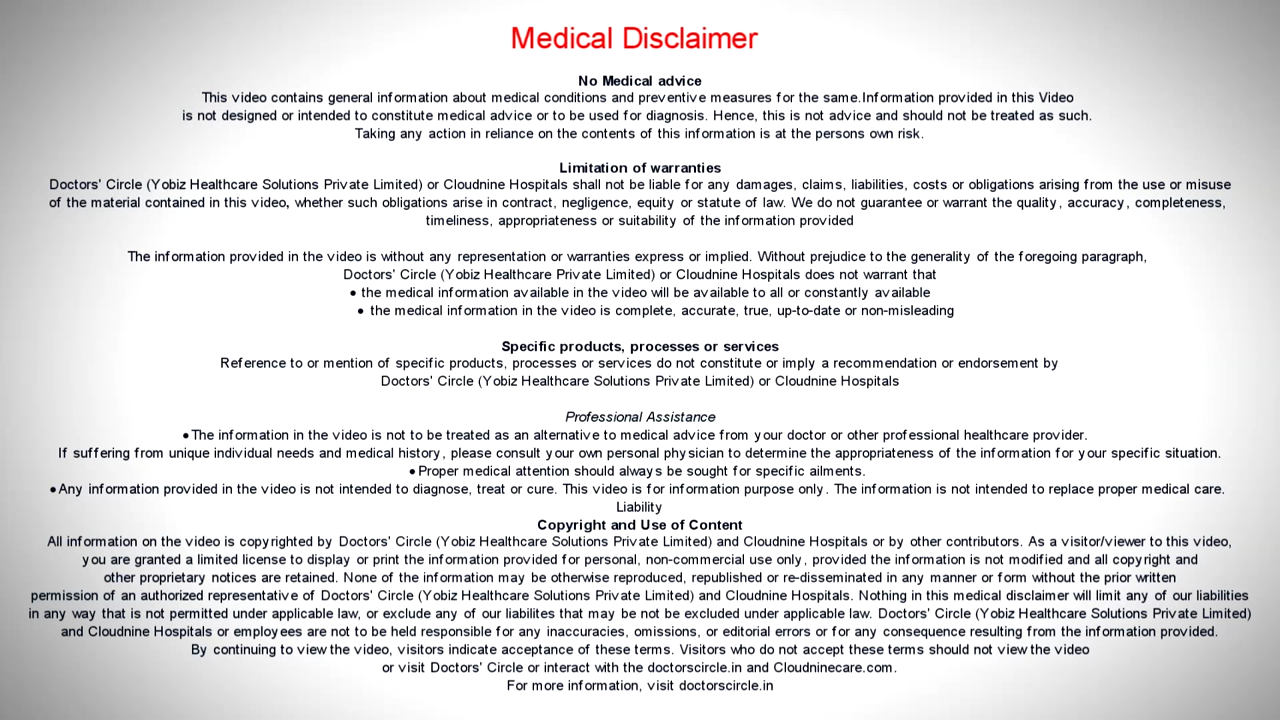 Medical Disclaimer
No Medical advice
This video contains general information about medical conditions and preventive measures for the same.Information provided in this Video
is not designed or intended to constitute medical advice or to be used for diagnosis. Hence, this is not advice and should not be treated as such.
Taking any action in reliance on the contents of this information is at the persons own risk.
Limitation of warranties
Doctors' Circle (Yobiz Healthcare Solutions Private Limited) or Cloudnine Hospitals shall not be liable for any damages, claims, liabilities, costs or obligations arising from the use or misuse
of the material contained in this video, whether such obligations arise in contract, negligence, equity or statute of law. We do not guarantee or warrant the quality, accuracy, completeness,
timeliness, appropriateness or suitability of the information provided
The information provided in the video is without any representation or warranties express or implied. Without prejudice to the generality of the foregoing paragraph,
Doctors' Circle (Yobiz Healthcare Private Limited) or Cloudnine Hospitals does not warrant that
• the medical information available in the video will be available to all or constantly available
• the medical information in the video is complete, accurate, true, up-to-date or non-misleading
Specific products, processes or services
Reference to or mention of specific products, processes or services do not constitute or imply a recommendation or endorsement by
Doctors' Circle (Yobiz Healthcare Solutions Private Limited) or Cloudnine Hospitals
Professional Assistance
•The information in the video is not to be treated as an alternative to medical advice from your doctor or other professional healthcare provider.
If suffering from unique individual needs and medical history, please consult your own personal physician to determine the appropriateness of the information for your specific situation.
•Proper medical attention should always be sought for specific ailments.
•Any information provided in the video is not intended to diagnose, treat or cure. This video is for information purpose only. The information is not intended to replace proper medical care.
Liability
Copyright and Use of Content
All information on the video is copyrighted by Doctors' Circle (Yobiz Healthcare Solutions Private Limited) and Cloudnine Hospitals or by other contributors. As a visitor/viewer to this video,
you are granted a limited license to display or print the information provided for personal, non-commercial use only, provided the information is not modified and all copyright and
other proprietary notices are retained. None of the information may be otherwise reproduced, republished or re-disseminated in any manner or form without the prior written
permission of an authorized representative of Doctors' Circle (Yobiz Healthcare Solutions Private Limited) and Cloudnine Hospitals. Nothing in this medical disclaimer will limit any of our liabilities
in any way that is not permitted under applicable law, or exclude any of our liabilites that may be not be excluded under applicable law. Doctors' Circle (Yobiz Healthcare Solutions Private Limited)
and Cloudnine Hospitals or employees are not to be held responsible for any inaccuracies, omissions, or editorial errors or for any consequence resulting from the information provided.
By continuing to view the video, visitors indicate acceptance of these terms. Visitors who do not accept these terms should not view the video
or visit Doctors' Circle or interact with the doctorscircle.in and Cloudninecare.com.
For more information, visit doctorscircle.in